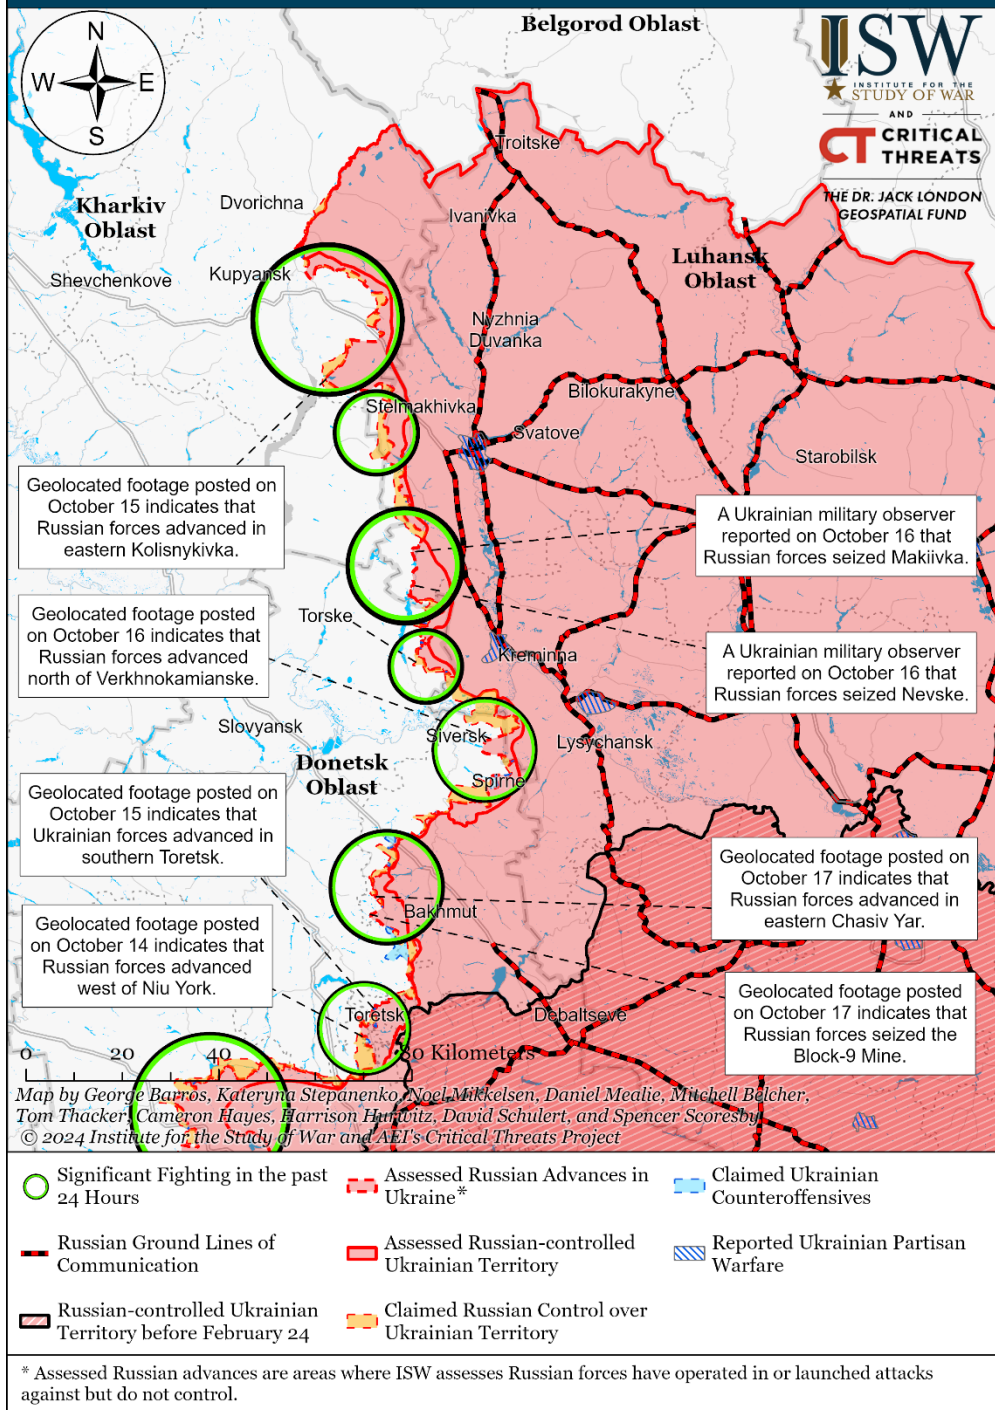 Belgorod Oblast
N
W E
S
ISW
INSTITUTE FOR THE
STUDY OF WAR
AND
CT CRITICAL
THREATS
THE DR. JACK LONDON
GEOSPATIAL FUND
Troitske
Dvorichna
Kharkiv
Oblast
Ivanivka
Luhansk
Oblast
Kupyansk
Shevchenkove
Nyzhnia
Duvanka
Bilokurakyne
Stelmakhivka
Svatove
Starobilsk
Geolocated footage posted on
October 15 indicates that
Russian forces advanced in
eastern Kolisnykivka.
A Ukrainian military observer
reported on October 16 that
Russian forces seized Makiivka.
Geolocated footage posted
on October 16 indicates that
Russian forces advanced
north of Verkhnokamianske.
Torske
Kreminna
A Ukrainian military observer
reported on October 16 that
Russian forces seized Nevske.
Slovyansk
Siversk
Lysychansk
Donetsk
Oblast
Spirne
Geolocated footage posted on
October 15 indicates that
Ukrainian forces advanced in
southern Toretsk.
Geolocated footage posted on
October 17 indicates that
Russian forces advanced in
eastern Chasiv Yar.
Bakhmut
Geolocated footage posted
on October 14 indicates that
Russian forces advanced
west of Niu York.
Geolocated footage posted
on October 17 indicates that
Russian forces seized the
Block-9 Mine.
Toretsk
Debaltseve
0 20 40 80 Kilometers
Map by George Barros, Kateryna Stepanenko, Noel Mikkelsen, Daniel Mealie, Mitchell Belcher,
Tom Thacker, Cameron Hayes, Harrison Hurwitz, David Schulert, and Spencer Scoresby
© 2024 Institute for the Study of War and AEI's Critical Threats Project
Significant Fighting in the past
24 Hours
Assessed Russian Advances in
Ukraine*
Claimed Ukrainian
Counteroffensives
Russian Ground Lines of
Communication
Assessed Russian-controlled
Ukrainian Territory
Reported Ukrainian Partisan
Warfare
Russian-controlled Ukrainian
Territory before February 24
Claimed Russian Control over
Ukrainian Territory
* Assessed Russian advances are areas where ISW assesses Russian forces have operated in or launched attacks
against but do not control.